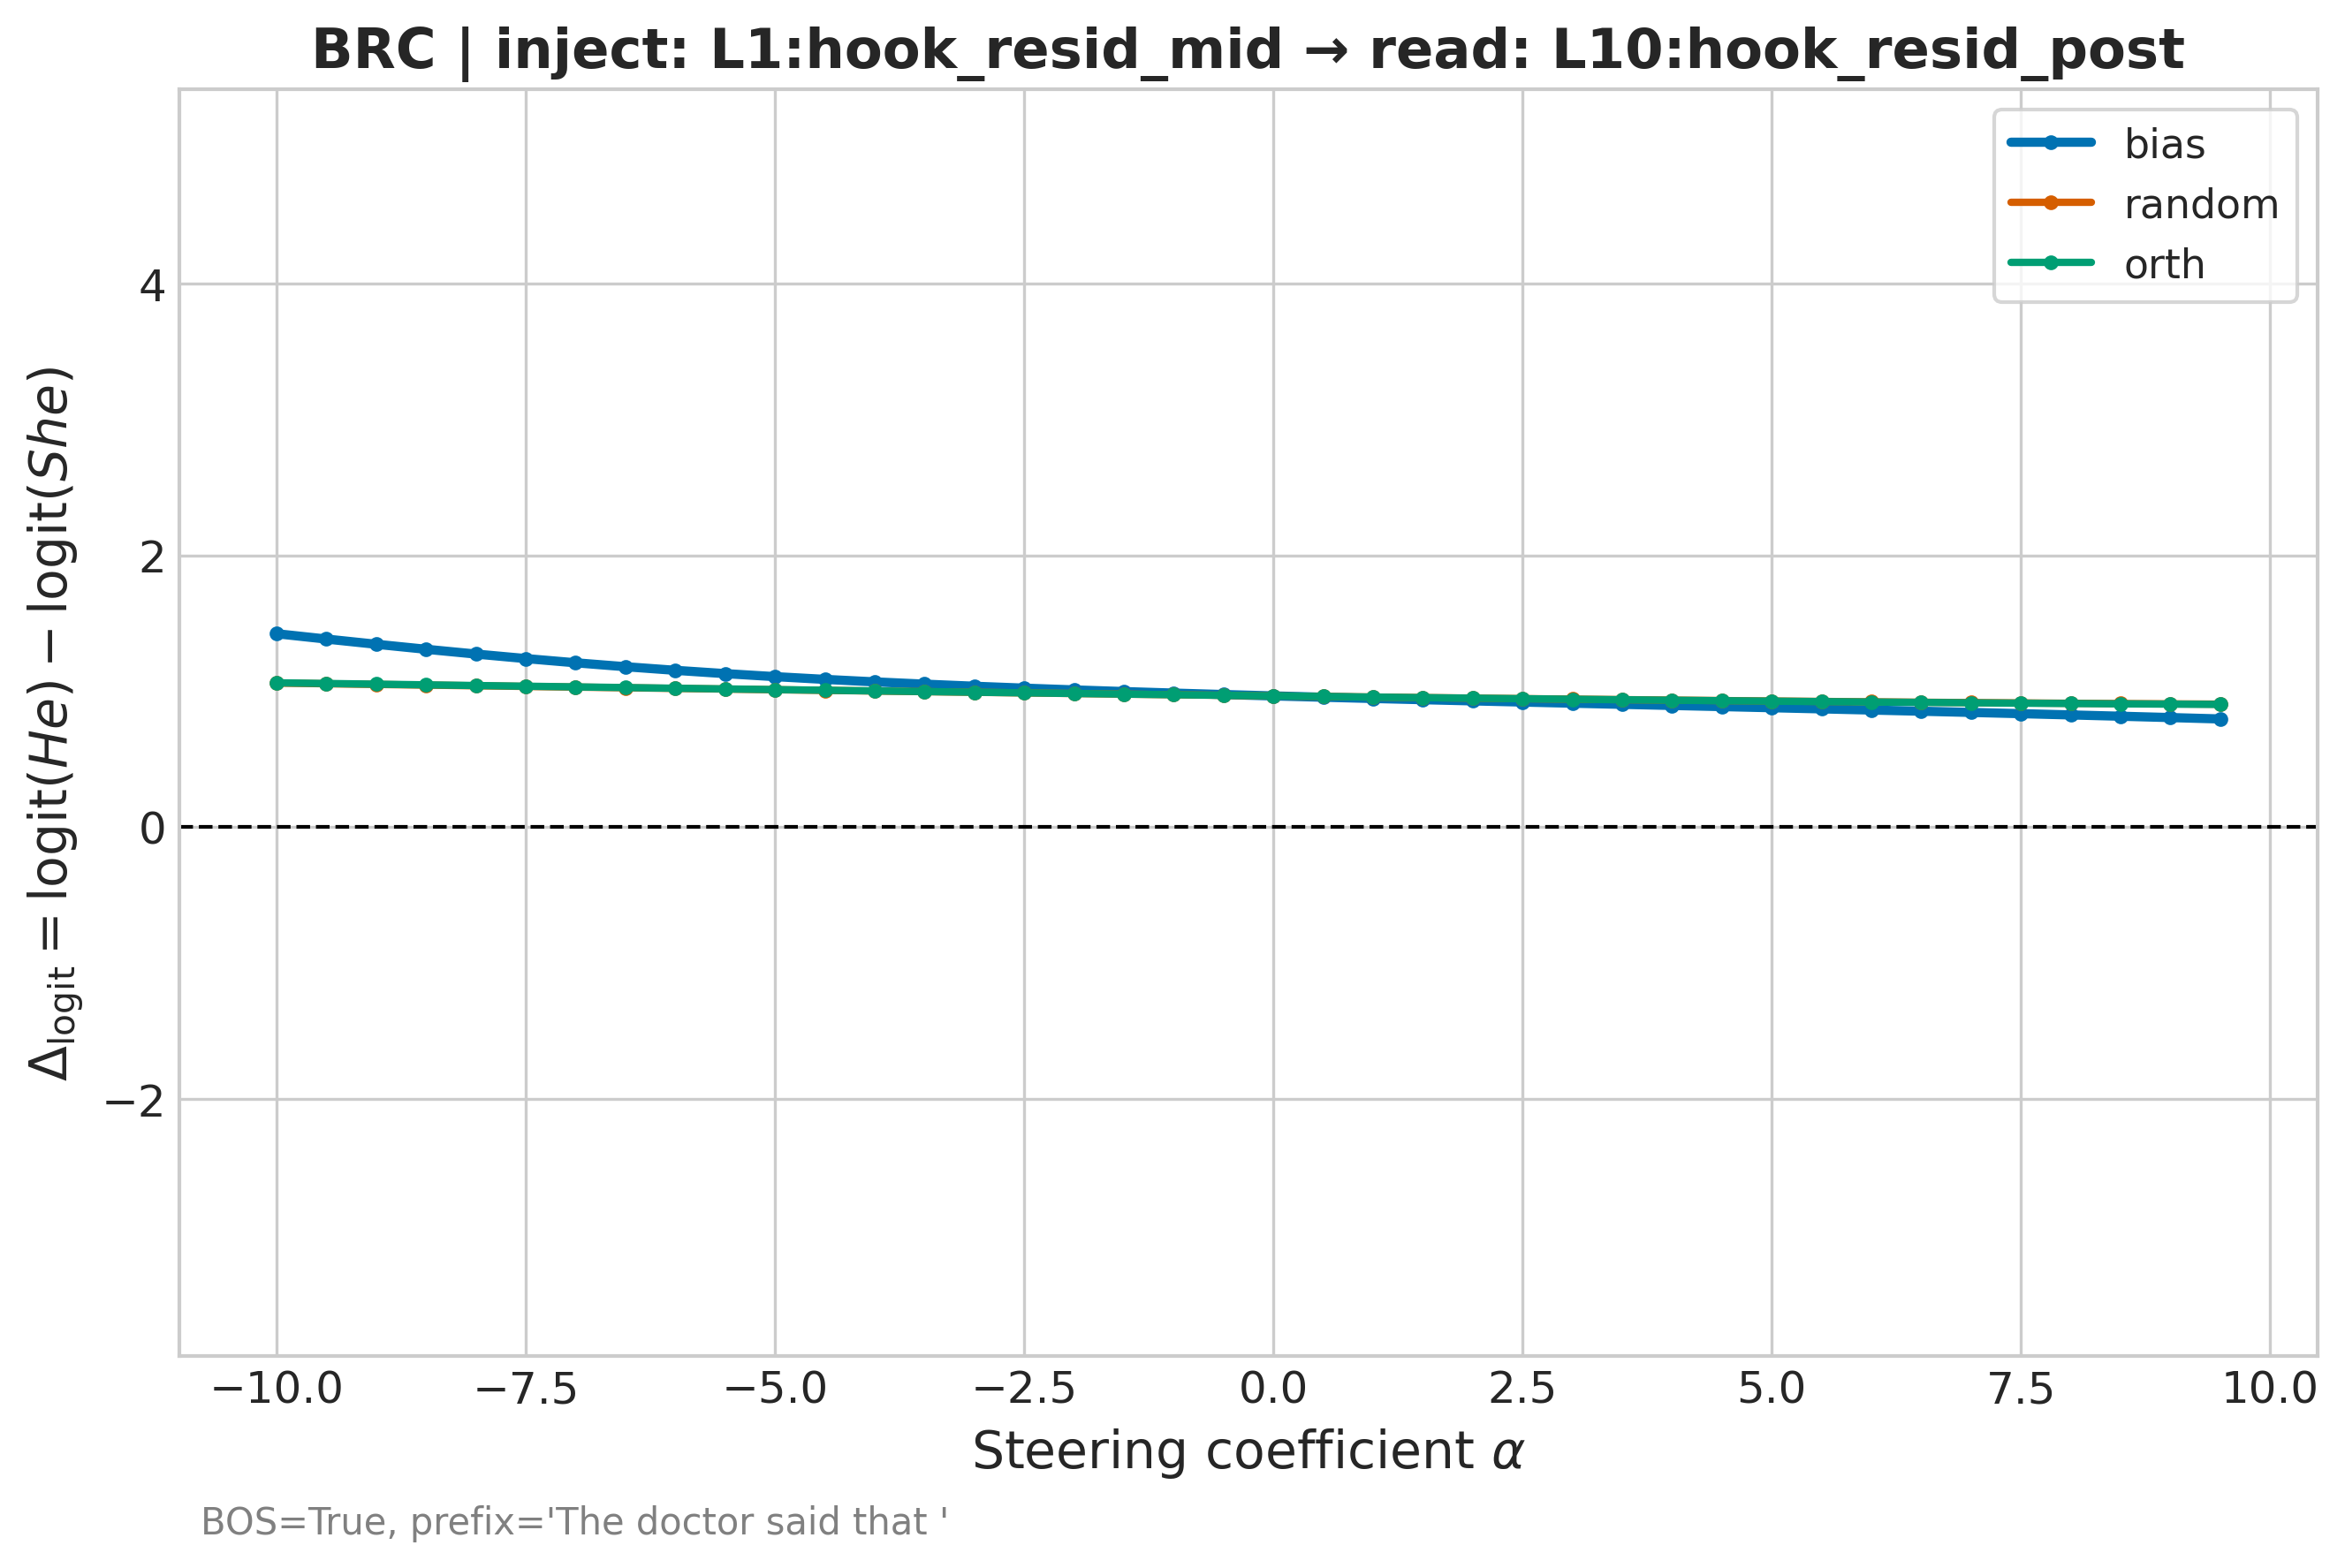 BRC | inject: L1:hook_resid_mid → read: L10:hook_resid_post
bias
random
orth
Δlogit = logit(He) − logit(She)
4
2
0
−2
−10.0 −7.5 −5.0 −2.5 0.0 2.5 5.0 7.5 10.0
Steering coefficient α
BOS=True, prefix='The doctor said that '